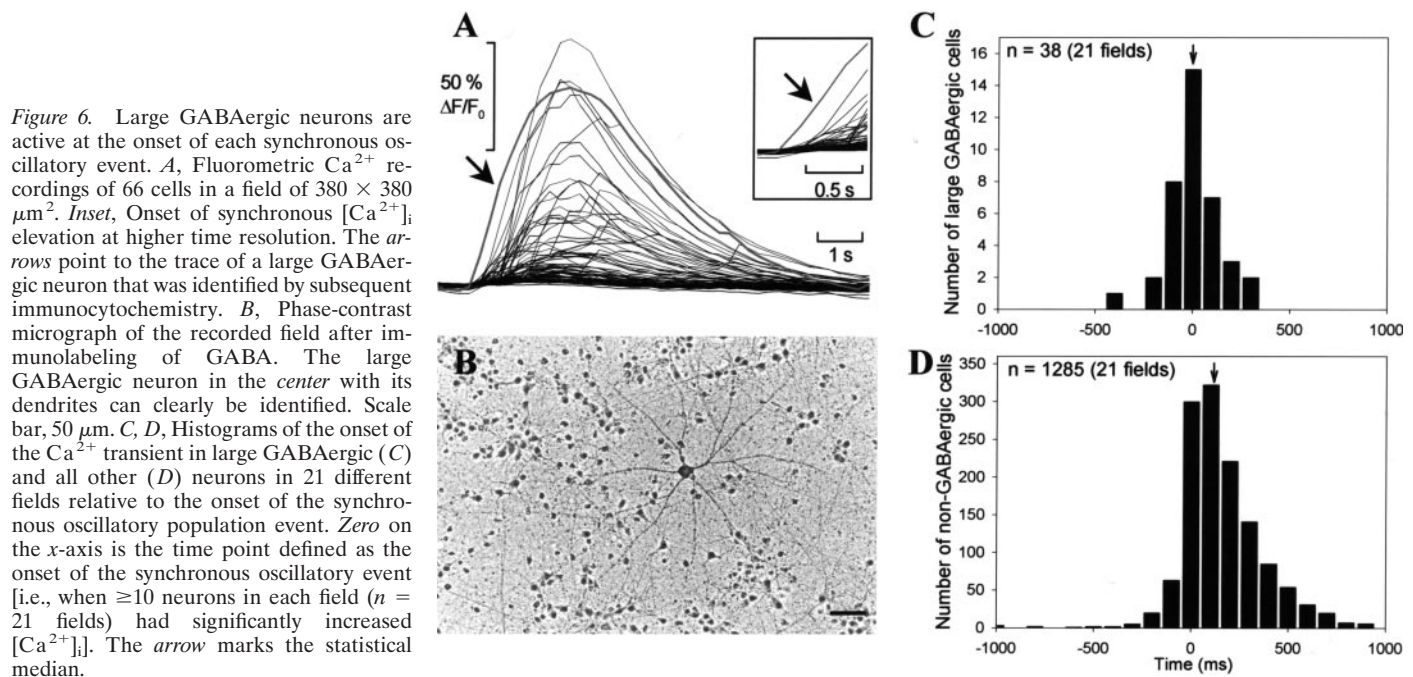 Figure 6. Large GABAergic neurons are
active at the onset of each synchronous os-
cillatory event. A, Fluorometric Ca²⁺ re-
cordings of 66 cells in a field of 380 × 380
μm². Inset, Onset of synchronous [Ca²⁺]ᵢ
elevation at higher time resolution. The ar-
rows point to the trace of a large GABAer-
gic neuron that was identified by subsequent
immunocytochemistry. B, Phase-contrast
micrograph of the recorded field after im-
munolabeling of GABA. The large
GABAergic neuron in the center with its
dendrites can clearly be identified. Scale
bar, 50 μm. C, D, Histograms of the onset of
the Ca²⁺ transient in large GABAergic (C)
and all other (D) neurons in 21 different
fields relative to the onset of the synchro-
nous oscillatory population event. Zero on
the x-axis is the time point defined as the
onset of the synchronous oscillatory event
[i.e., when ≥10 neurons in each field (n =
21 fields) had significantly increased
[Ca²⁺]ᵢ]. The arrow marks the statistical
median.
A
50 %
ΔF/F₀
0.5 s
1 s
B
C
n = 38 (21 fields)
Number of large GABAergic cells
16
14
12
10
8
6
4
2
0
-1000 -500 0 500 1000
D
n = 1285 (21 fields)
Number of non-GABAergic cells
350
300
250
200
150
100
50
0
-1000 -500 0 500 1000
Time (ms)